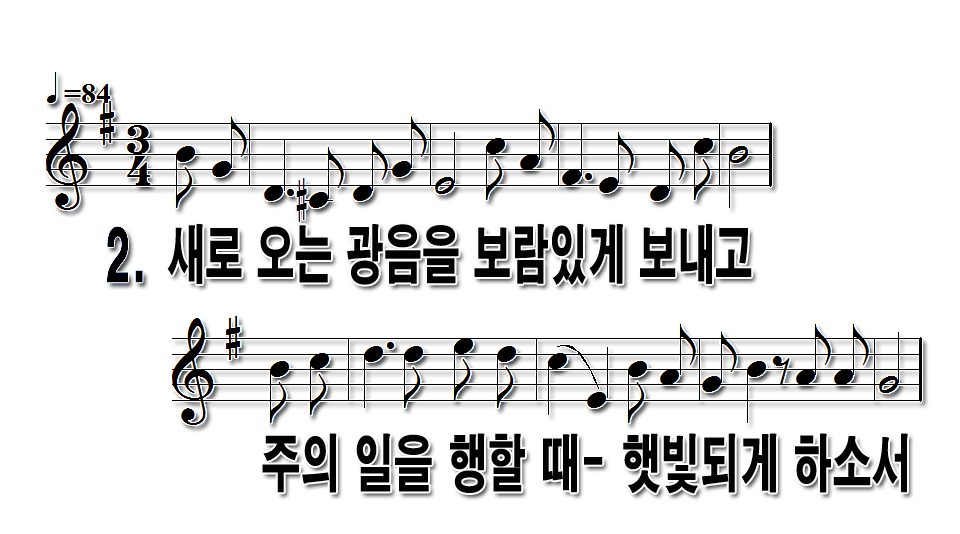 ♩=84
3/4
2. 새로 오는 광음을 보람있게 보내고
주의 일을 행할 때- 햇빛되게 하소서